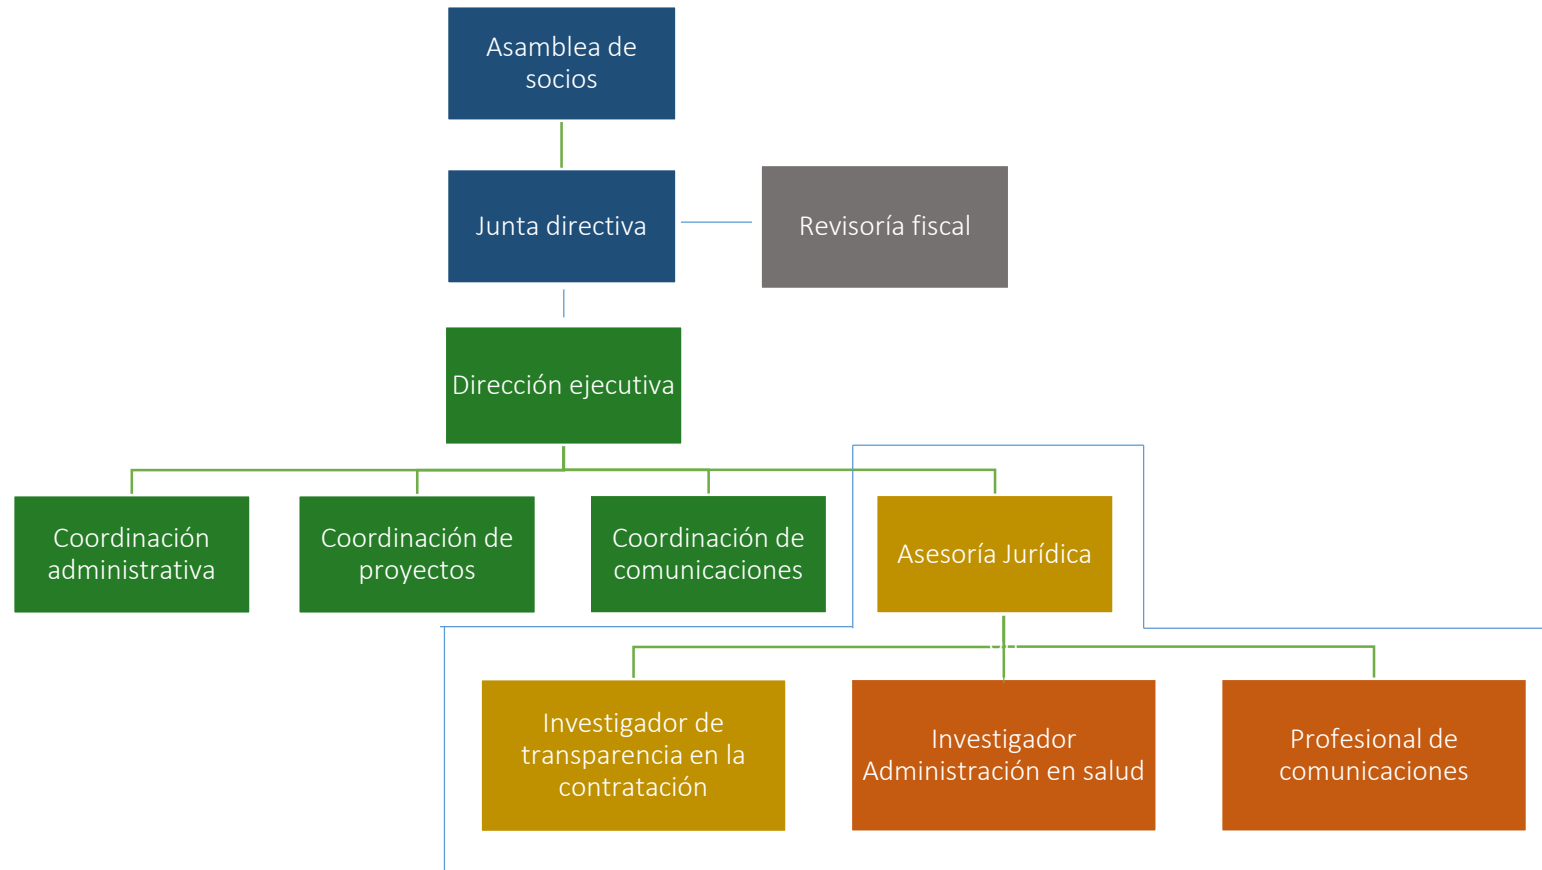 Asamblea de
socios
Junta directiva
Revisoría fiscal
Dirección ejecutiva
Coordinación
administrativa
Coordinación de
proyectos
Coordinación de
comunicaciones
Asesoría Jurídica
Investigador de
transparencia en la
contratación
Investigador
Administración en salud
Profesional de
comunicaciones